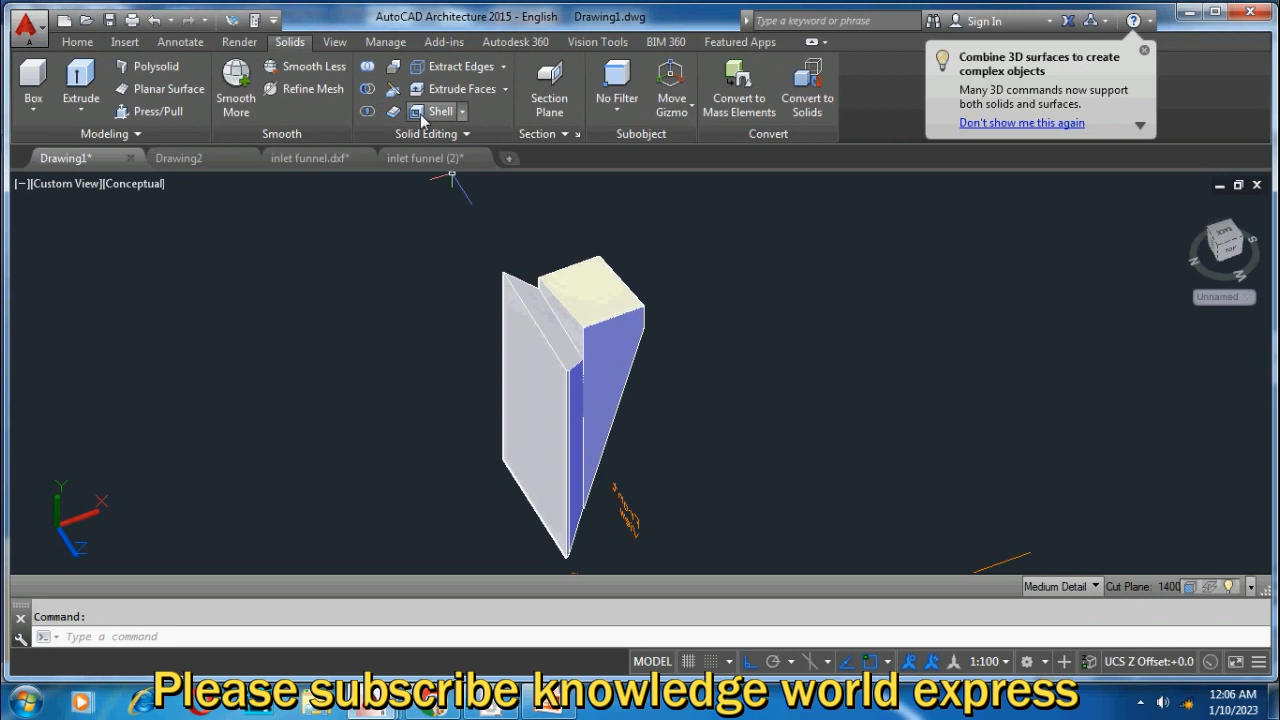 AutoCAD Architecture 2015 - English Drawing1.dwg
Type a keyword or phrase
Sign In
A
Home Insert Annotate Render Solids View Manage Add-ins Autodesk 360 Vision Tools BIM 360 Featured Apps
Box
Extrude
Polysolid
Planar Surface
Press/Pull
Modeling
Smooth More
Smooth Less
Refine Mesh
Smooth
Extract Edges
Extrude Faces
Shell
Solid Editing
Section Plane
Section
No Filter
Move Gizmo
Subobject
Convert to Mass Elements
Convert to Solids
Convert
Combine 3D surfaces to create complex objects
Many 3D commands now support both solids and surfaces.
Don't show me this again
Drawing1* Drawing2 inlet funnel.dxf* inlet funnel (2)*
[−][Custom View][Conceptual]
N
S
Unnamed
Y
X
Z
Medium Detail Cut Plane: 1400
Command:
Type a command
MODEL 1:100 UCS Z Offset:+0.0
Please subscribe knowledge world express
12:06 AM
1/10/2023